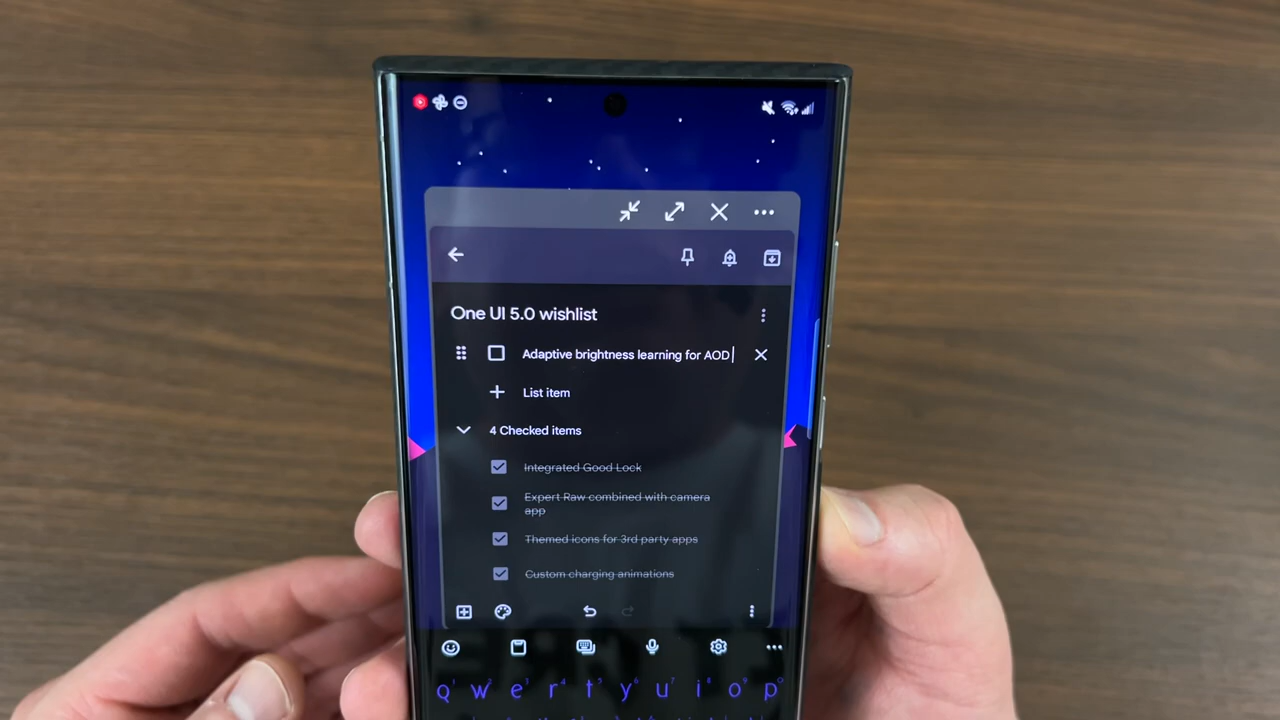 One UI 5.0 wishlist
Adaptive brightness learning for AOD
List item
4 Checked items
Integrated Good Lock
Expert Raw combined with camera
app
Themed icons for 3rd party apps
Custom charging animations
q w e r t y u i o p